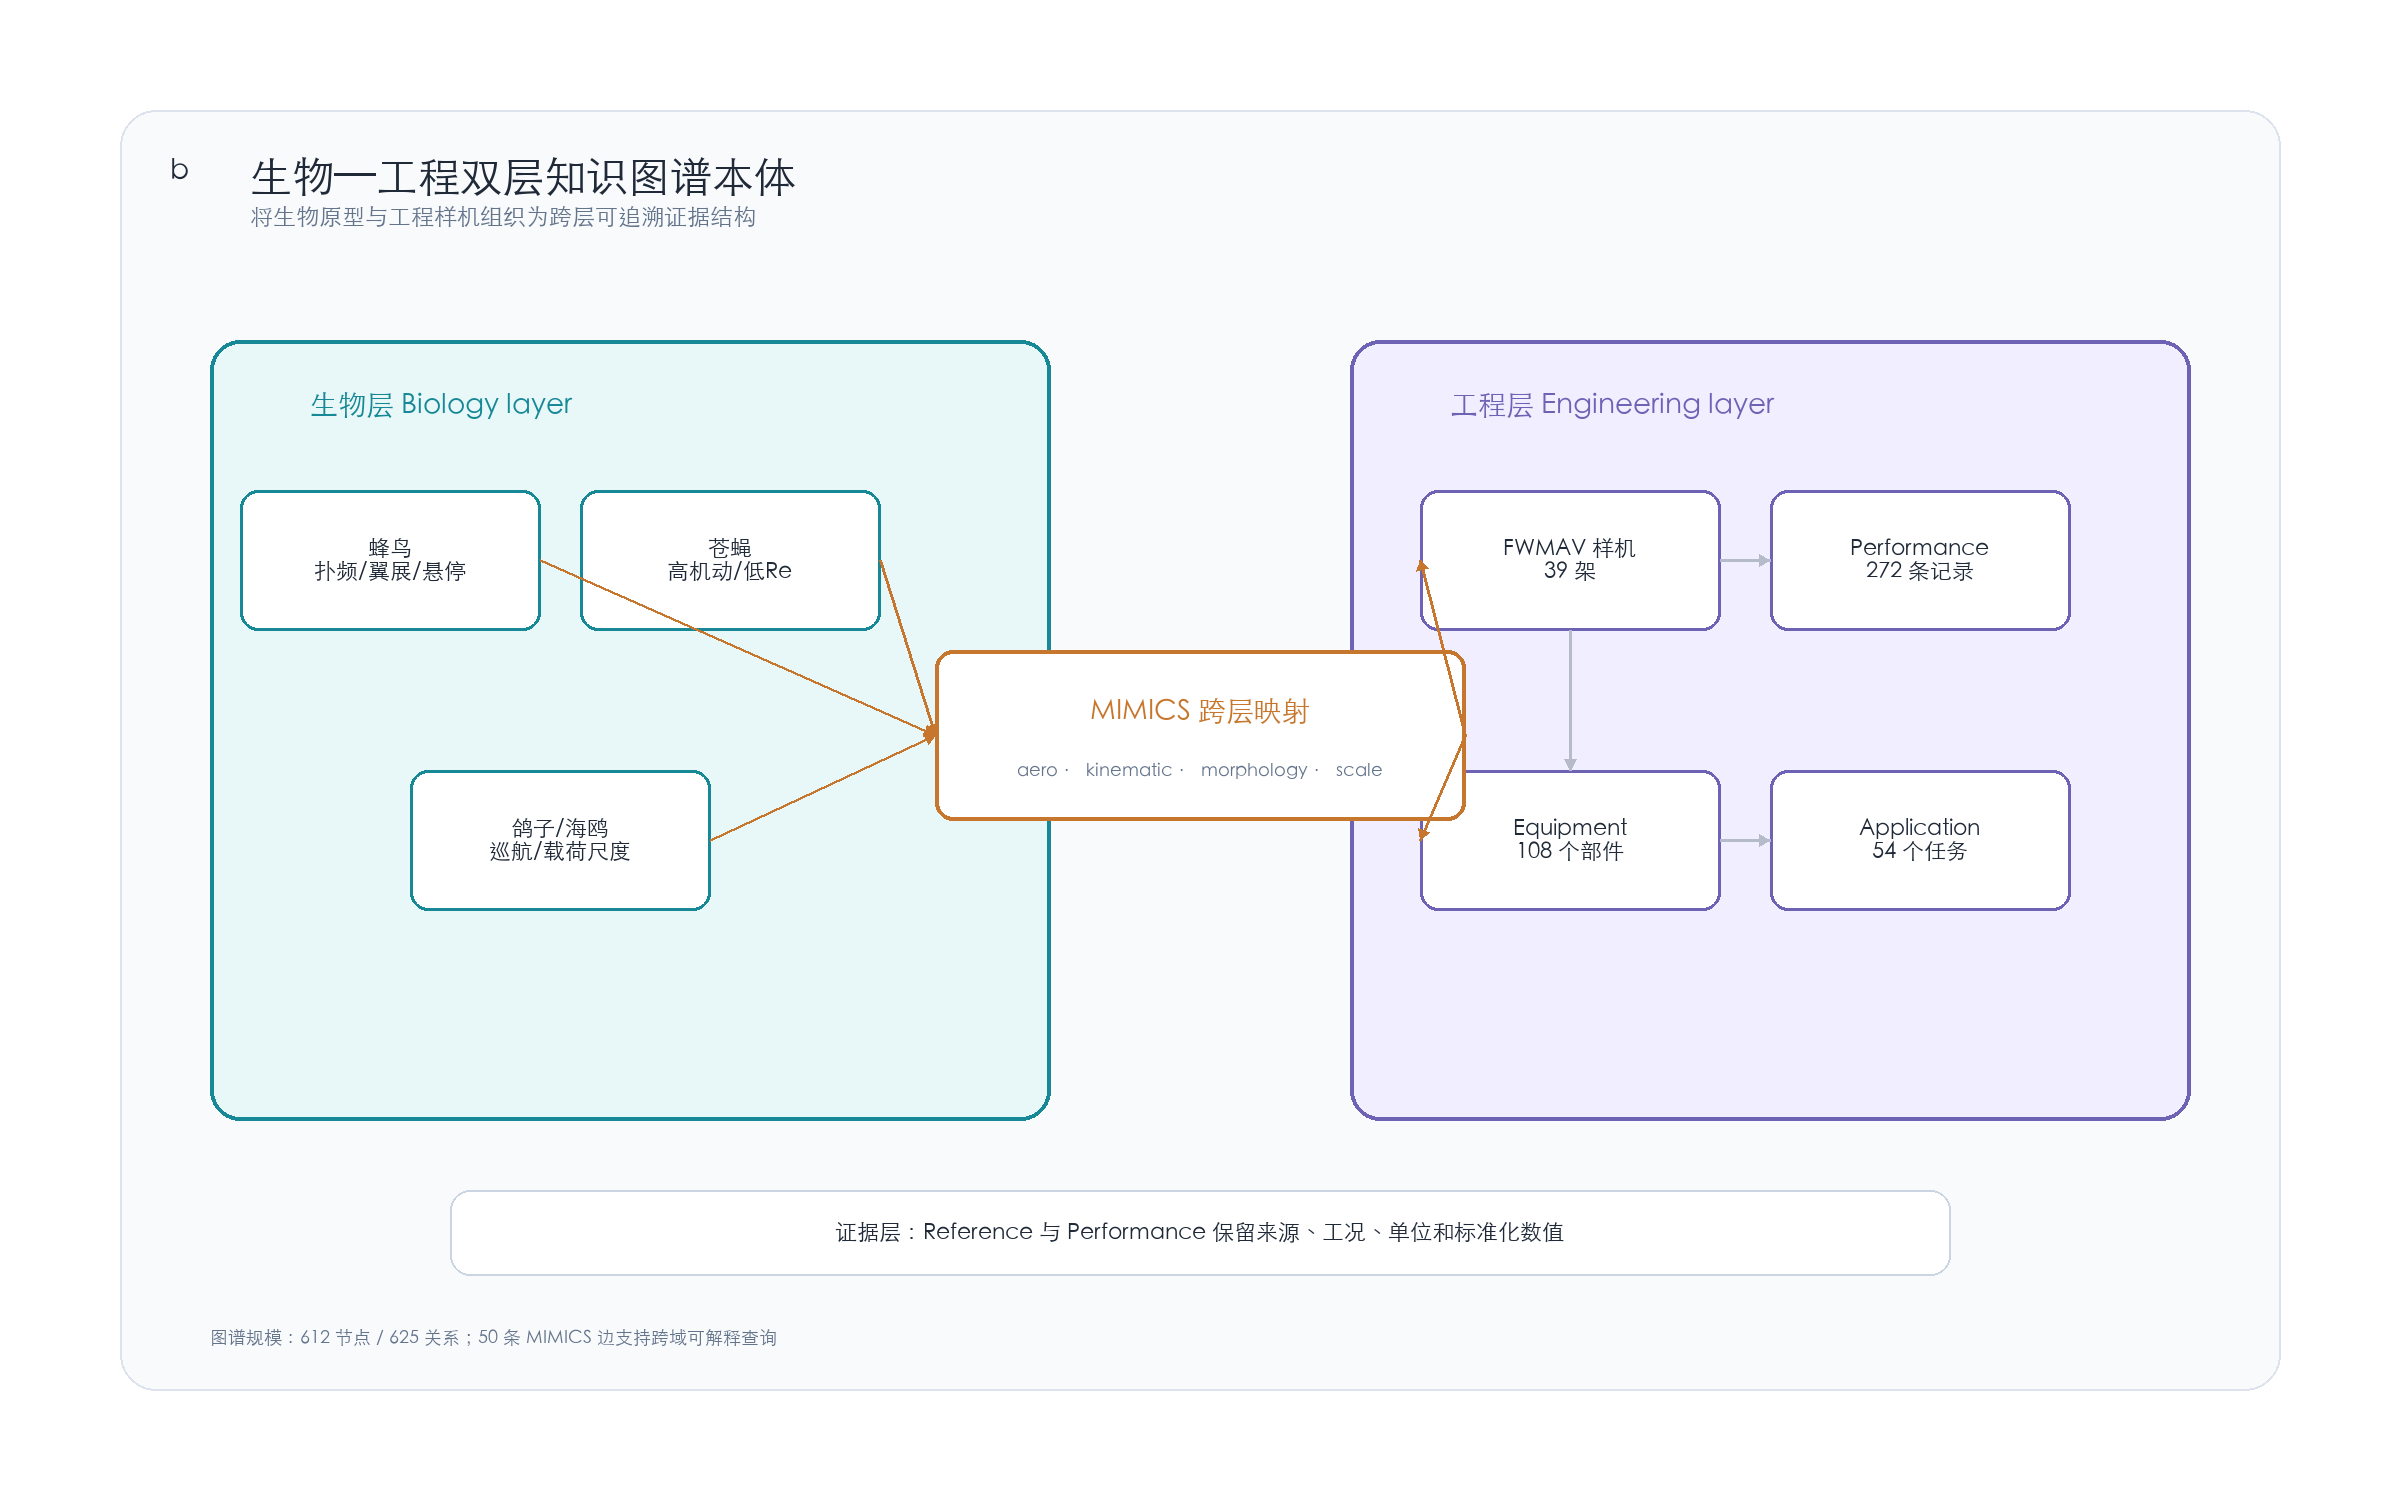 b
生物—工程双层知识图谱本体
将生物原型与工程样机组织为跨层可追溯证据结构
生物层 Biology layer
工程层 Engineering layer
蜂鸟
扑频/翼展/悬停
苍蝇
高机动/低Re
FWMAV 样机
39 架
Performance
272 条记录
MIMICS 跨层映射
aero · kinematic · morphology · scale
鸽子/海鸥
巡航/载荷尺度
Equipment
108 个部件
Application
54 个任务
证据层：Reference 与 Performance 保留来源、工况、单位和标准化数值
图谱规模：612 节点 / 625 关系；50 条 MIMICS 边支持跨域可解释查询